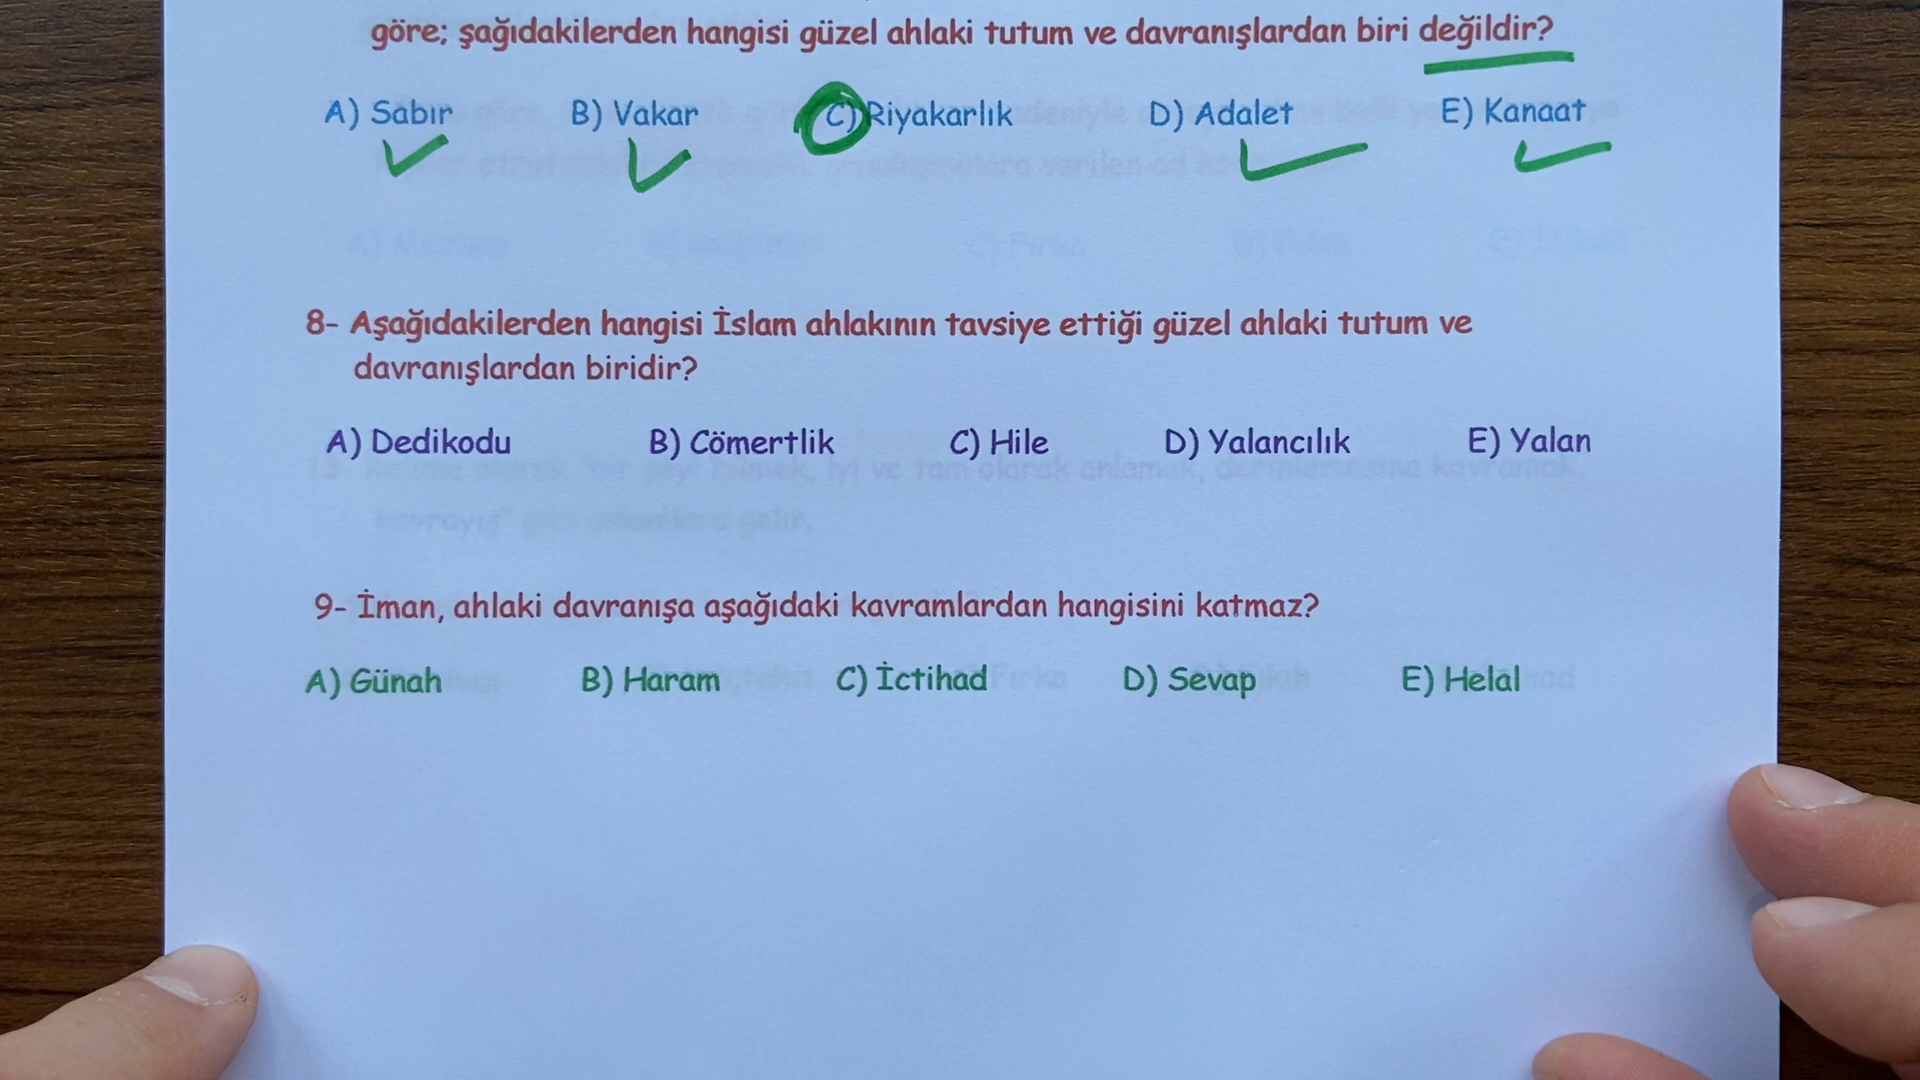 göre; şağıdakilerden hangisi güzel ahlaki tutum ve davranışlardan biri değildir?
A) Sabır B) Vakar C) Riyakarlık D) Adalet E) Kanaat
8- Aşağıdakilerden hangisi İslam ahlakının tavsiye ettiği güzel ahlaki tutum ve
davranışlardan biridir?
A) Dedikodu B) Cömertlik C) Hile D) Yalancılık E) Yalan
9- İman, ahlaki davranışa aşağıdaki kavramlardan hangisini katmaz?
A) Günah B) Haram C) İctihad D) Sevap E) Helal